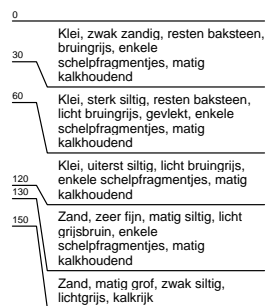 0
Klei, zwak zandig, resten baksteen,
bruingrijs, enkele
schelpfragmentjes, matig
kalkhoudend
30
Klei, sterk siltig, resten baksteen,
licht bruingrijs, gevlekt, enkele
schelpfragmentjes, matig
kalkhoudend
60
Klei, uiterst siltig, licht bruingrijs,
enkele schelpfragmentjes, matig
kalkhoudend
120
Zand, zeer fijn, matig siltig, licht
grijsbruin, enkele
schelpfragmentjes, matig
kalkhoudend
130
Zand, matig grof, zwak siltig,
lichtgrijs, kalkrijk
150